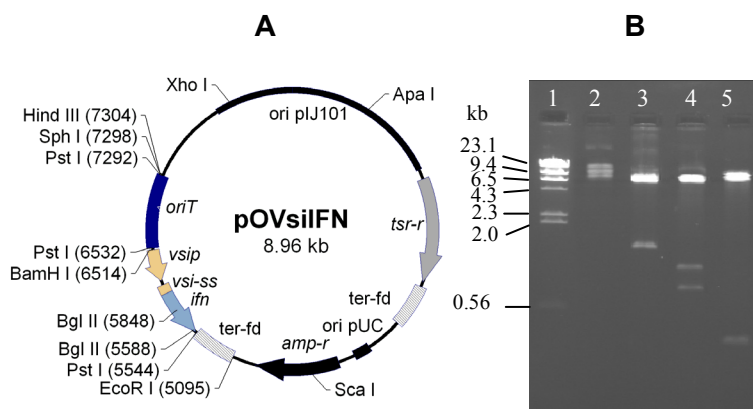 A
B
Xho I
Apa I
ori pIJ101
Hind III (7304)
Sph I (7298)
Pst I (7292)
oriT
pOVsiIFN
8.96 kb
tsr-r
Pst I (6532)
BamH I (6514)
vsip
vsi-ss
ifn
ter-fd
ori pUC
Bgl II (5848)
ter-fd
amp-r
Bgl II (5588)
Pst I (5544)
EcoR I (5095)
Sca I
kb
1 2 3 4 5
23.1
9.4
6.5
4.3
2.3
2.0
0.56